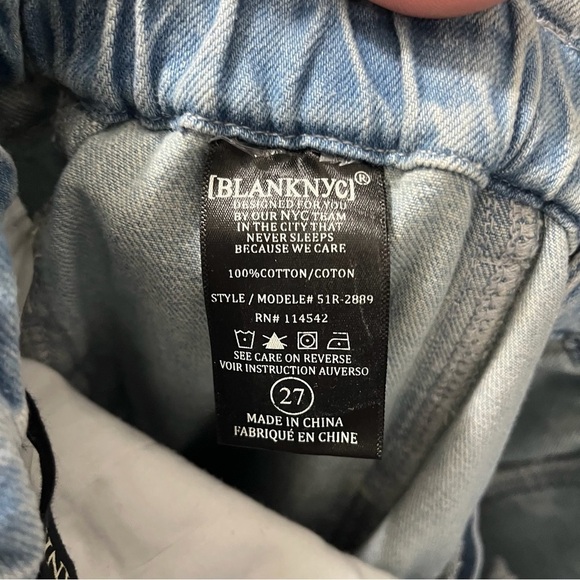 [BLANKNYC]®
DESIGNED FOR YOU
BY OUR NYC TEAM
IN THE CITY THAT
NEVER SLEEPS
BECAUSE WE CARE
100%COTTON/COTON
STYLE / MODELE# 51R-2889
RN# 114542
SEE CARE ON REVERSE
VOIR INSTRUCTION AUVERSO
27
MADE IN CHINA
FABRIQUÉ EN CHINE